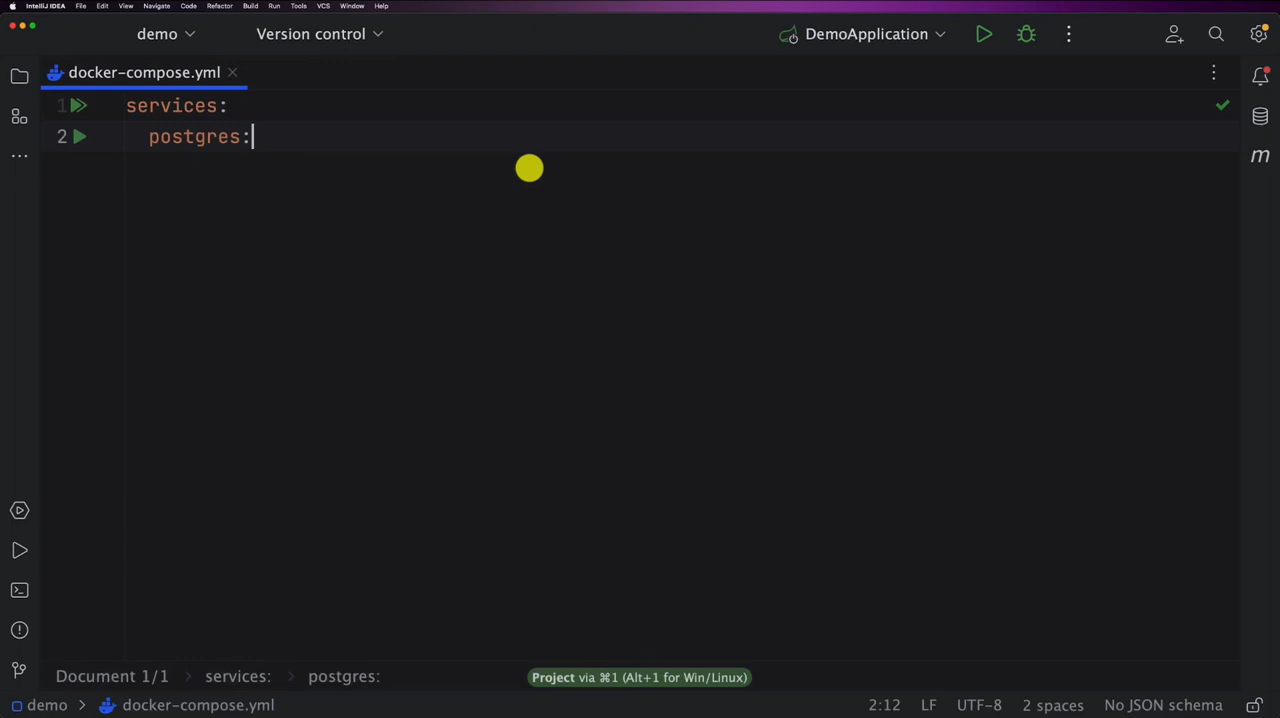 IntelliJ IDEA File Edit View Navigate Code Refactor Build Run Tools VCS Window Help
demo Version control DemoApplication
docker-compose.yml
1 services:
2 postgres:
Document 1/1 > services: > postgres:
Project via ⌘1 (Alt+1 for Win/Linux)
demo > docker-compose.yml 2:12 LF UTF-8 2 spaces No JSON schema